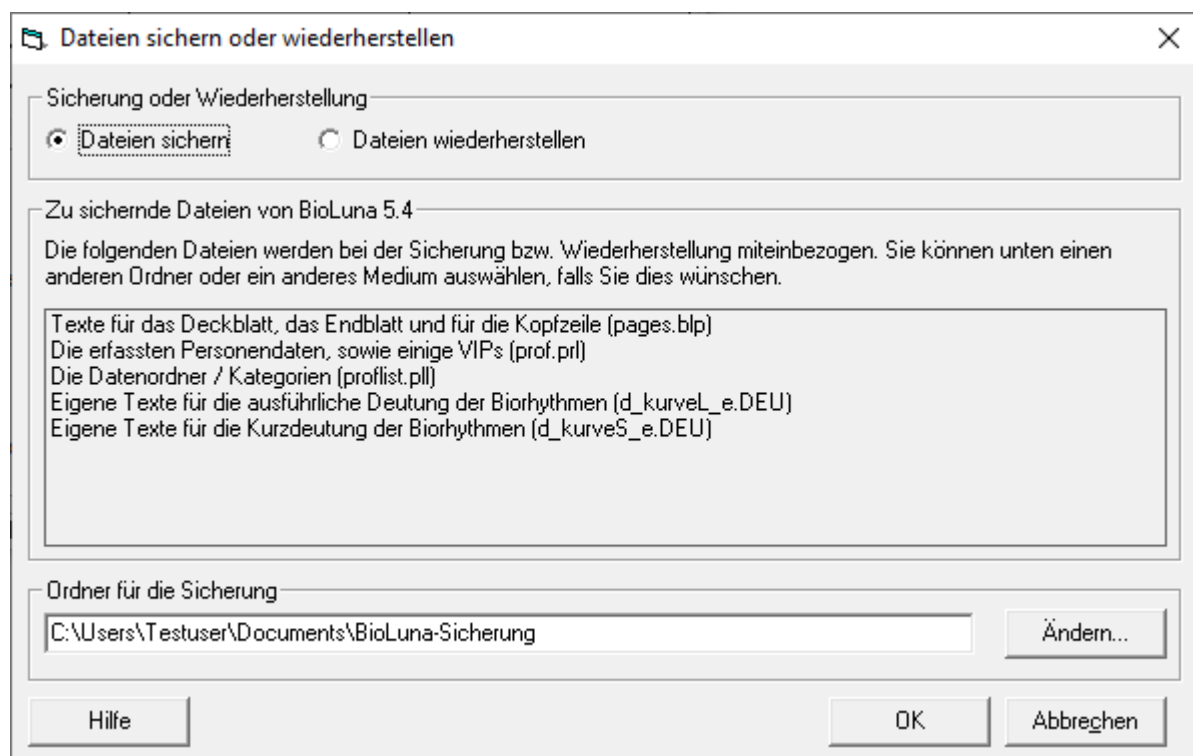 Dateien sichern oder wiederherstellen
Sicherung oder Wiederherstellung
Dateien sichern
Dateien wiederherstellen
Zu sichernde Dateien von BioLuna 5.4
Die folgenden Dateien werden bei der Sicherung bzw. Wiederherstellung miteinbezogen. Sie können unten einen
anderen Ordner oder ein anderes Medium auswählen, falls Sie dies wünschen.
Texte für das Deckblatt, das Endblatt und für die Kopfzeile (pages.blp)
Die erfassten Personendaten, sowie einige VIPs (prof.prl)
Die Datenordner / Kategorien (proflist.pll)
Eigene Texte für die ausführliche Deutung der Biorhythmen (d_kurveL_e.DEU)
Eigene Texte für die Kurzdeutung der Biorhythmen (d_kurveS_e.DEU)
Ordner für die Sicherung
C:\Users\Testuser\Documents\BioLuna-Sicherung
Ändern...
Hilfe
OK
Abbrechen